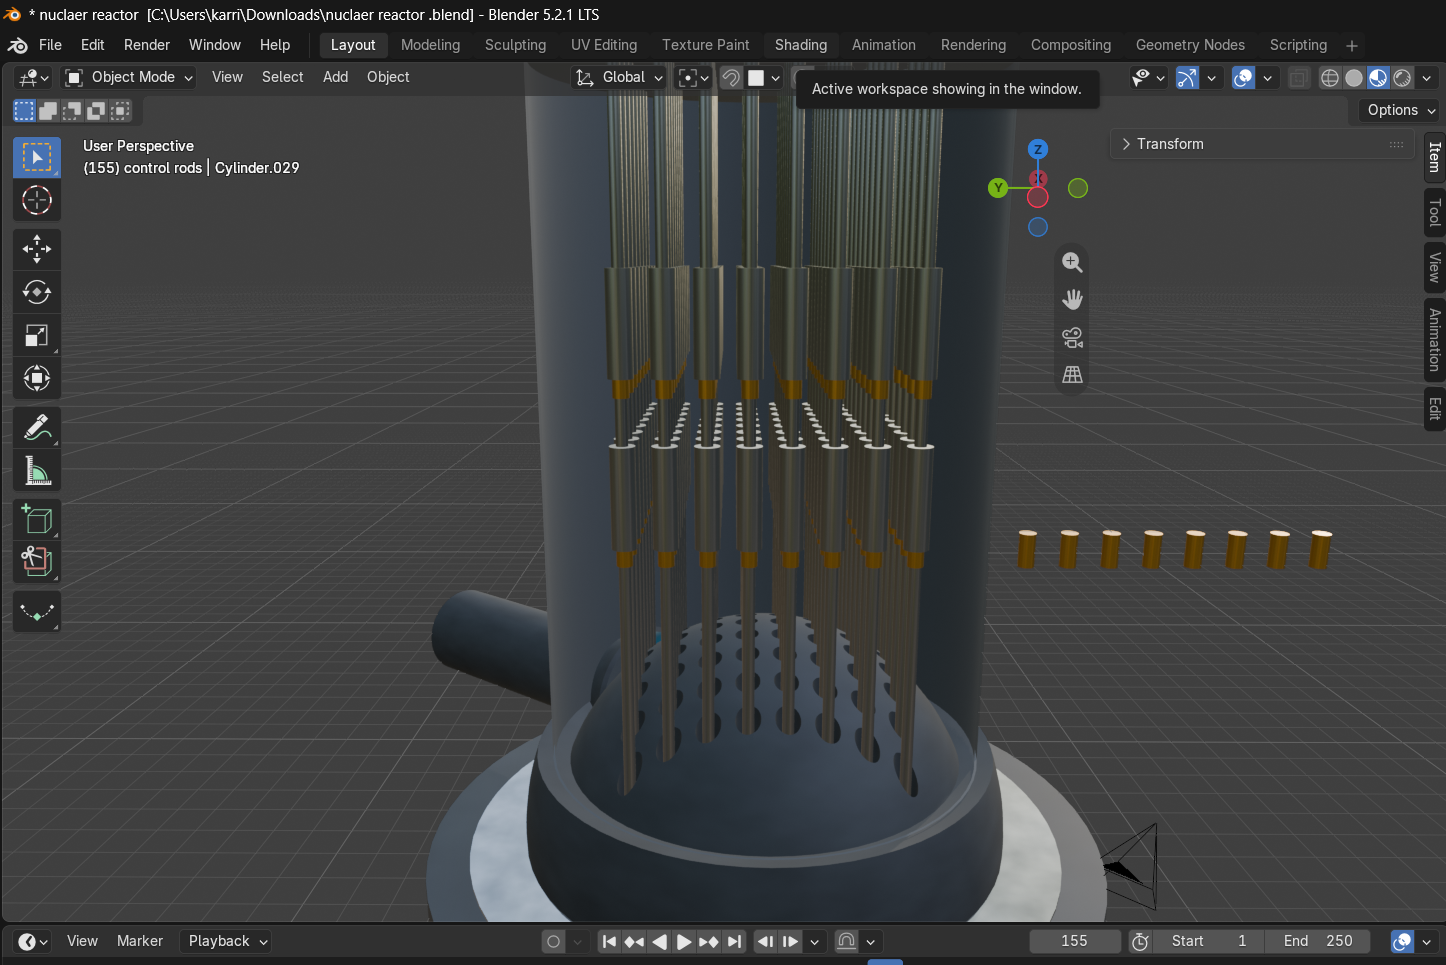 * nuclaer reactor [C:\Users\karri\Downloads\nuclaer reactor .blend] - Blender 5.2.1 LTS
File Edit Render Window Help Layout Modeling Sculpting UV Editing Texture Paint Shading Animation Rendering Compositing Geometry Nodes Scripting +
Object Mode View Select Add Object Global
Active workspace showing in the window.
Options
User Perspective
(155) control rods | Cylinder.029
Transform
Z
X
Y
Item
Tool
View
Animation
Edit
View Marker Playback 155 Start 1 End 250